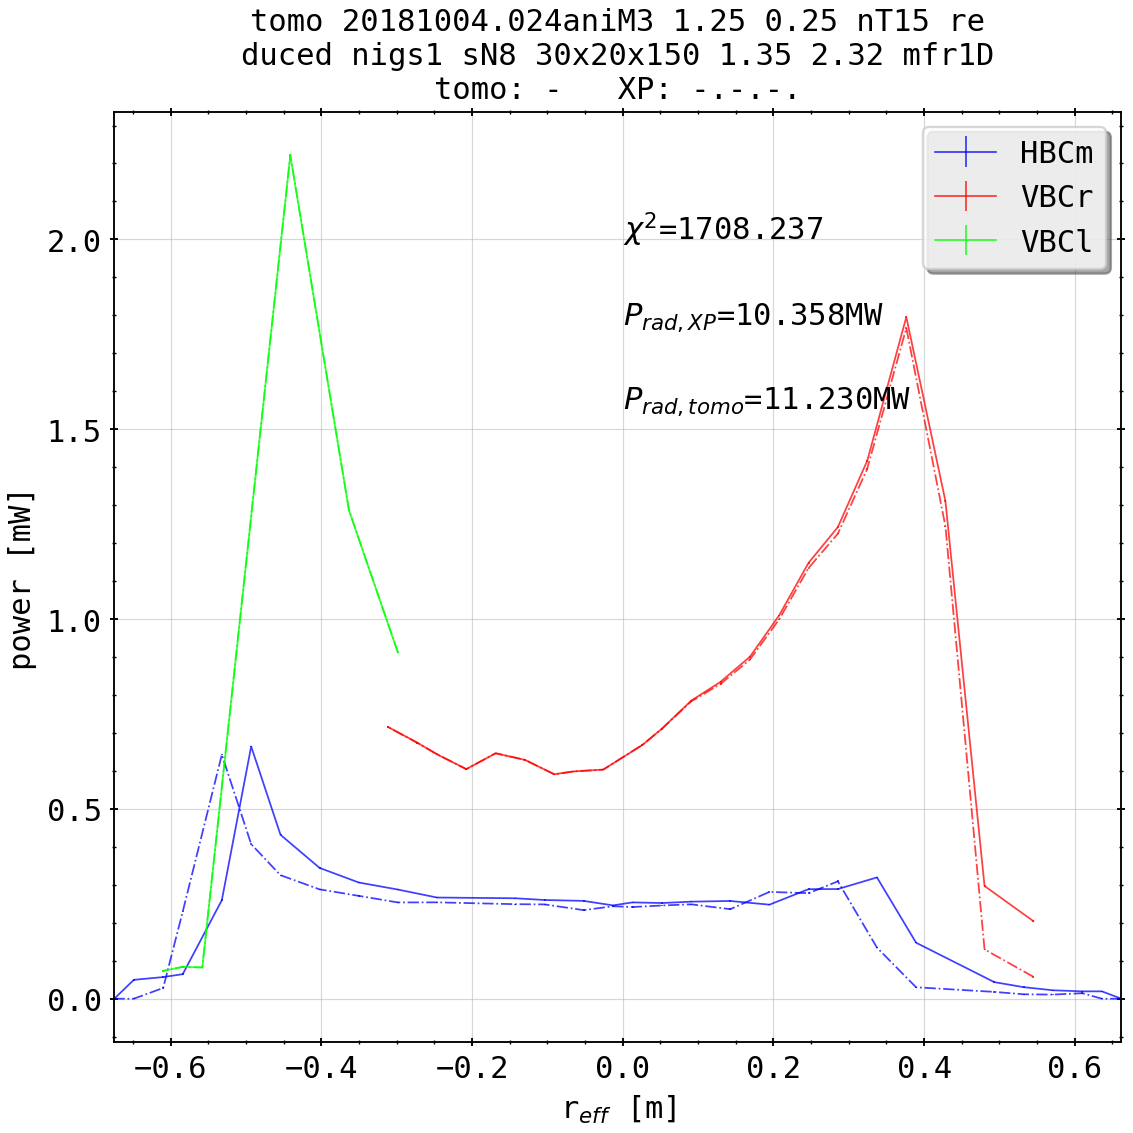 tomo 20181004.024aniM3 1.25 0.25 nT15 re
duced nigs1 sN8 30x20x150 1.35 2.32 mfr1D
tomo: -   XP: -.-.-.
HBCm
VBCr
VBCl
χ²=1708.237
P_rad,XP=10.358MW
P_rad,tomo=11.230MW
power [mW]
2.0
1.5
1.0
0.5
0.0
−0.6 −0.4 −0.2 0.0 0.2 0.4 0.6
r_eff [m]